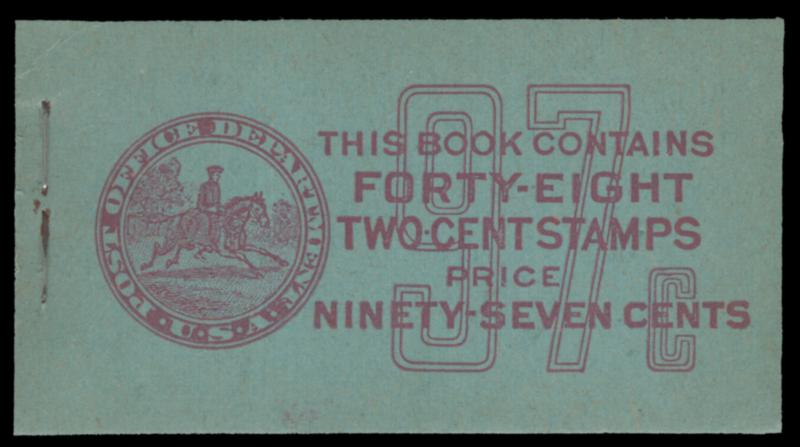 POST OFFICE DEPARTMENT U.S.A.
97c
THIS BOOK CONTAINS
FORTY-EIGHT
TWO-CENT STAMPS
PRICE
NINETY-SEVEN CENTS